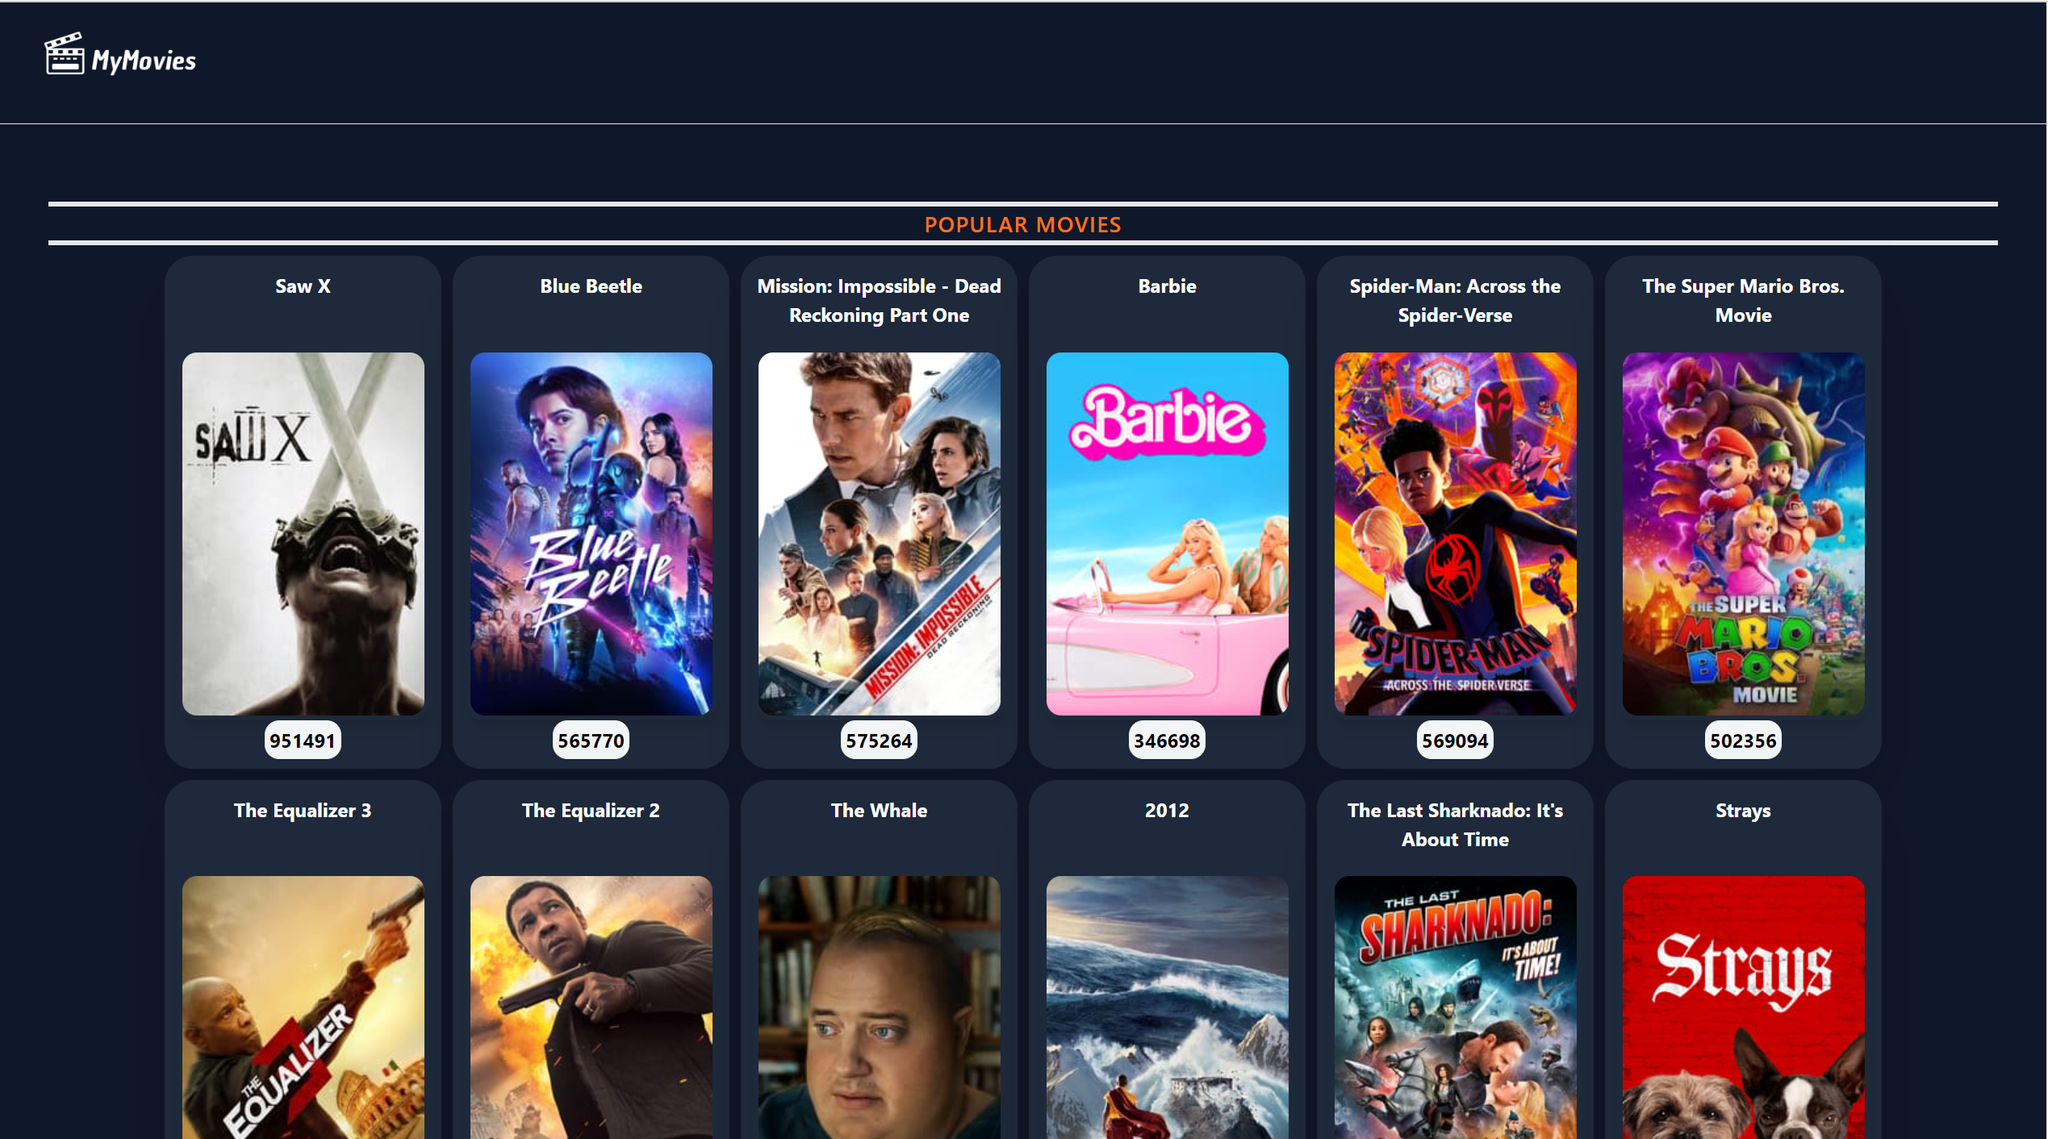 MyMovies
POPULAR MOVIES
Saw X
Blue Beetle
Mission: Impossible - Dead
Reckoning Part One
Barbie
Spider-Man: Across the
Spider-Verse
The Super Mario Bros.
Movie
SAW X
Blue
Beetle
MISSION: IMPOSSIBLE
DEAD RECKONING
Barbie
SPIDER-MAN
ACROSS THE SPIDER-VERSE
THE SUPER
MARIO
BROS.
MOVIE
951491
565770
575264
346698
569094
502356
The Equalizer 3
The Equalizer 2
The Whale
2012
The Last Sharknado: It's
About Time
Strays
THE
EQUALIZER
THE LAST
SHARKNADO:
IT'S ABOUT
TIME!
Strays